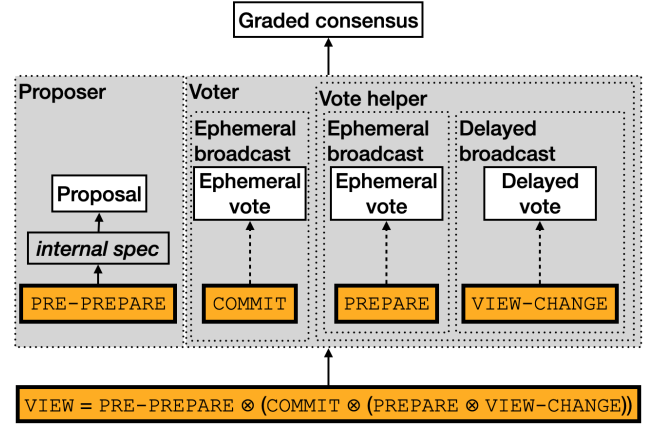 Graded consensus
Proposer
Voter
Vote helper
Ephemeral
broadcast
Ephemeral
broadcast
Delayed
broadcast
Proposal
Ephemeral
vote
Ephemeral
vote
Delayed
vote
internal spec
PRE-PREPARE
COMMIT
PREPARE
VIEW-CHANGE
VIEW = PRE-PREPARE ⊗ (COMMIT ⊗ (PREPARE ⊗ VIEW-CHANGE))